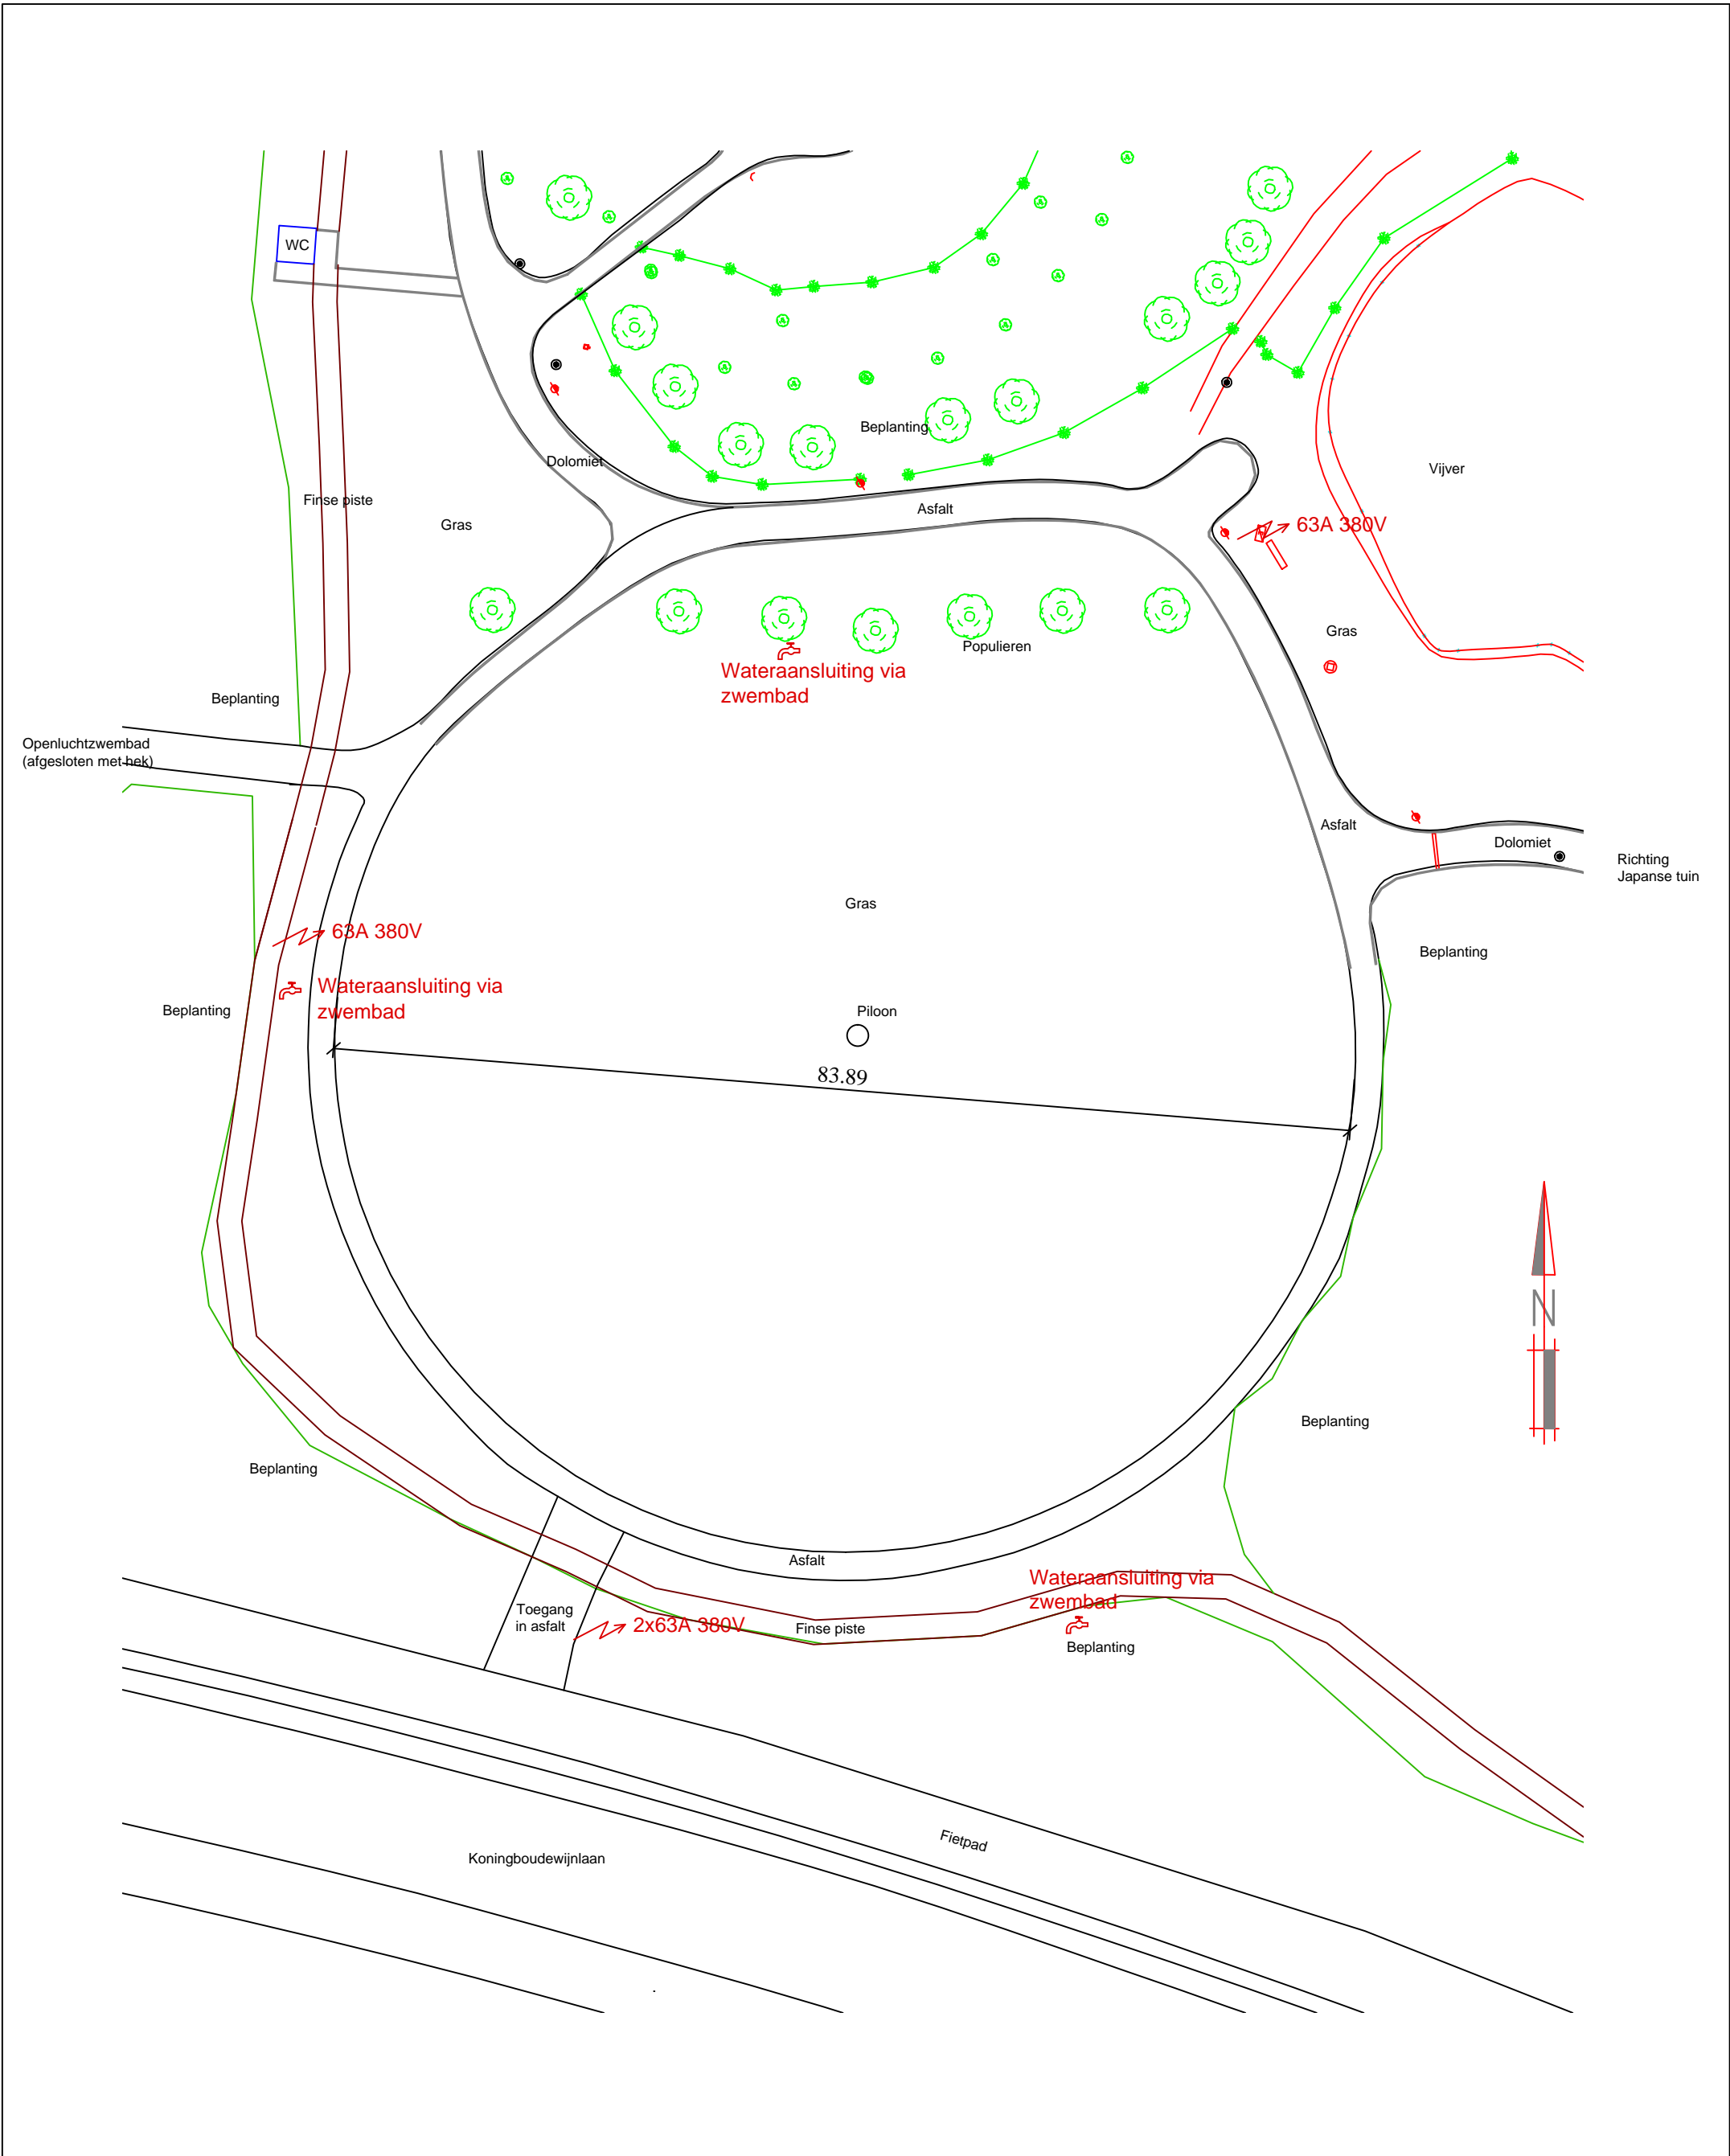 WC
Beplanting
Dolomiet
Vijver
Finse piste
Asfalt
Gras
63A 380V
Gras
Populieren
Wateraansluiting via
zwembad
Beplanting
Openluchtzwembad
(afgesloten met hek)
Asfalt
Dolomiet
Richting
Japanse tuin
Gras
63A 380V
Beplanting
Wateraansluiting via
zwembad
Beplanting
Piloon
83.89
N
Beplanting
Beplanting
Asfalt
Wateraansluiting via
zwembad
Toegang
in asfalt
2x63A 380V
Finse piste
Beplanting
Fietpad
Koningboudewijnlaan